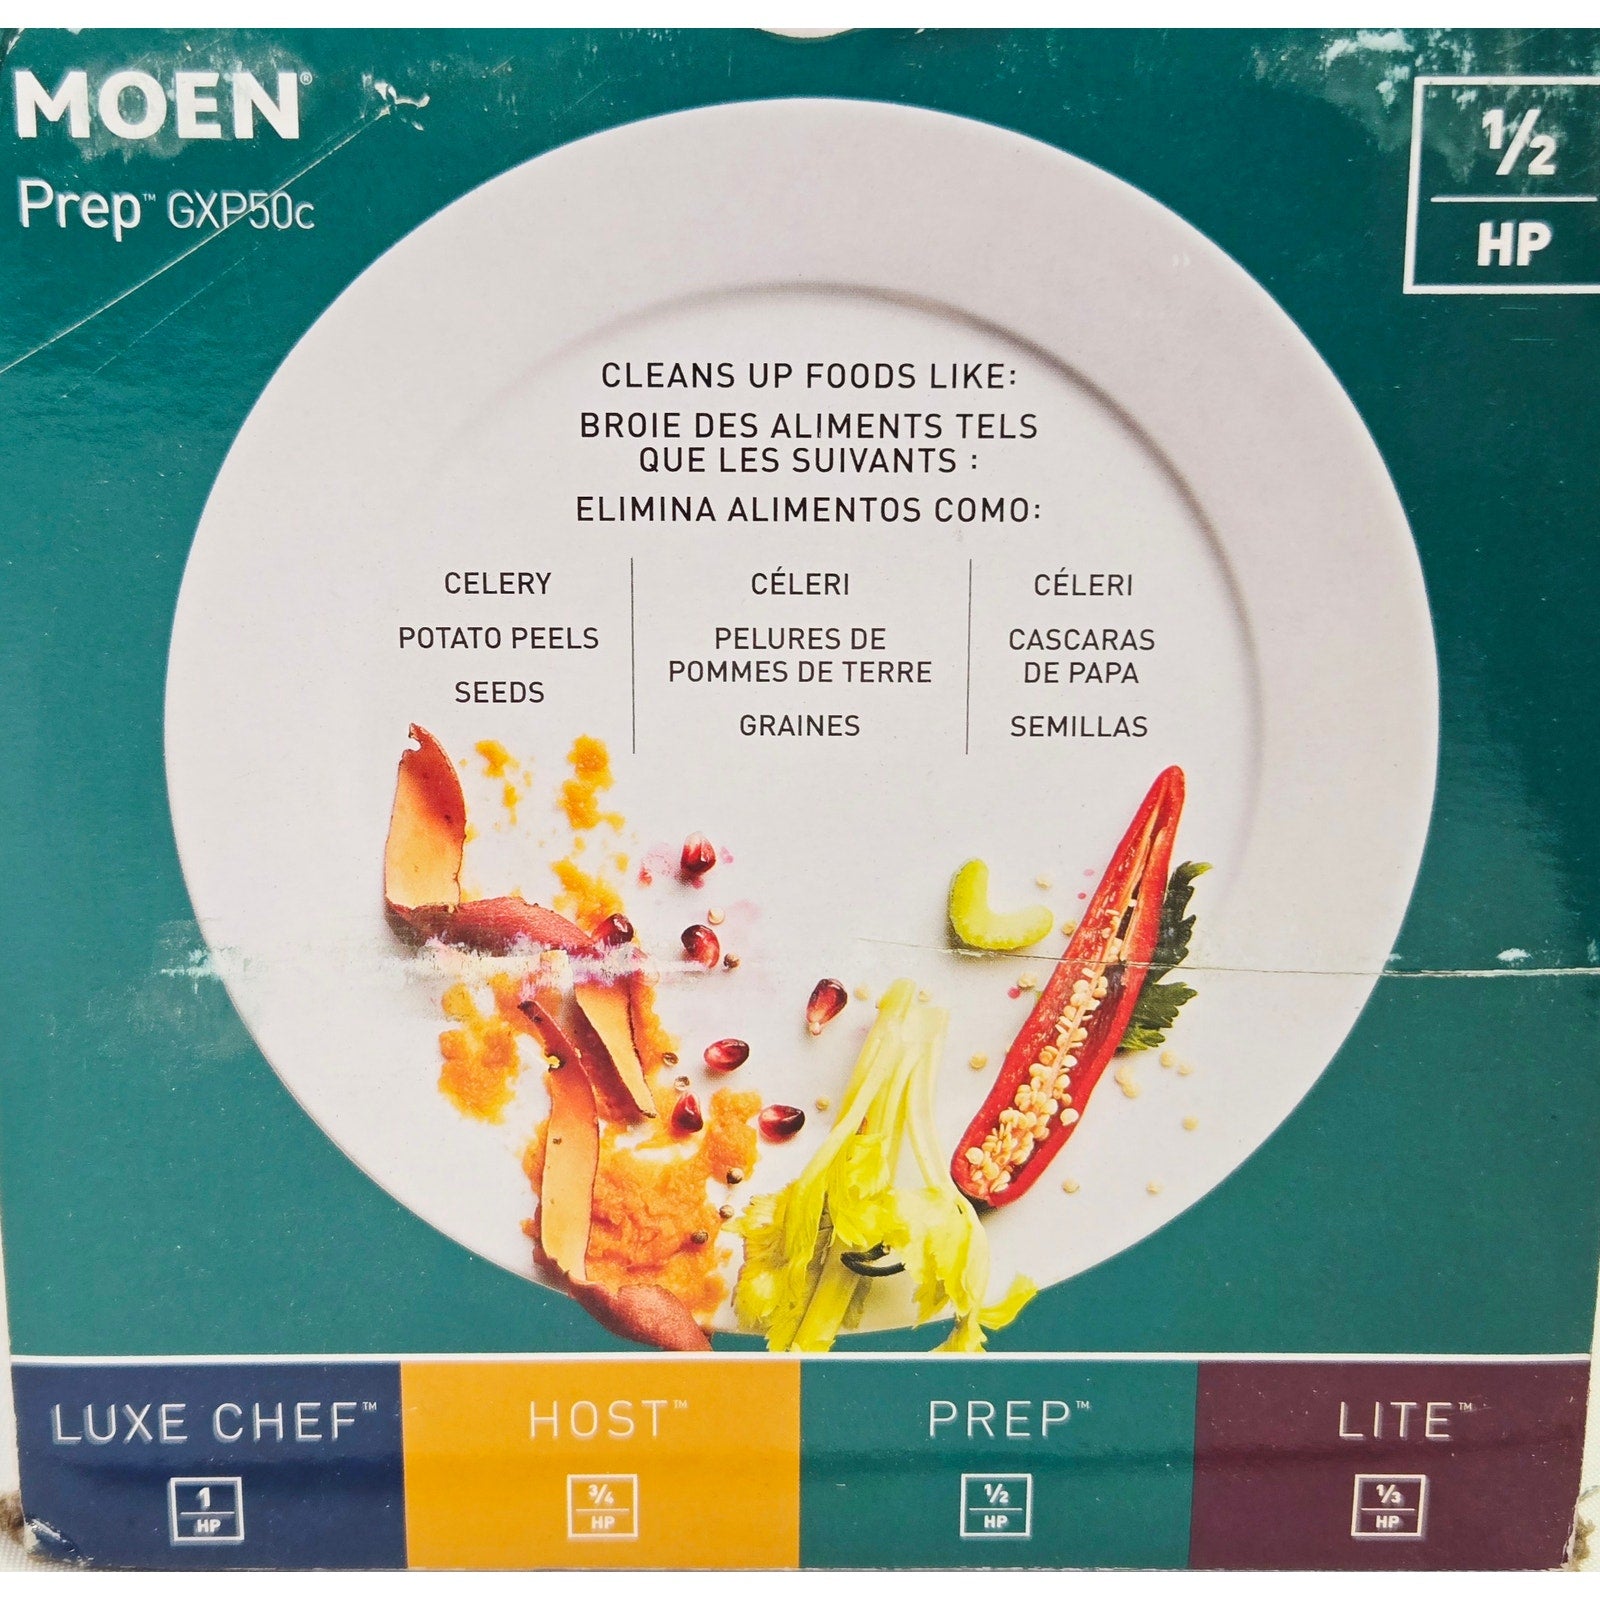 MOEN®
Prep™ GXP50c
1/2
HP
CLEANS UP FOODS LIKE:
BROIE DES ALIMENTS TELS
QUE LES SUIVANTS :
ELIMINA ALIMENTOS COMO:
CELERY
POTATO PEELS
SEEDS
CÉLERI
PELURES DE
POMMES DE TERRE
GRAINES
CÉLERI
CASCARAS
DE PAPA
SEMILLAS
LUXE CHEF™
1
HP
HOST™
3/4
HP
PREP™
1/2
HP
LITE™
1/3
HP